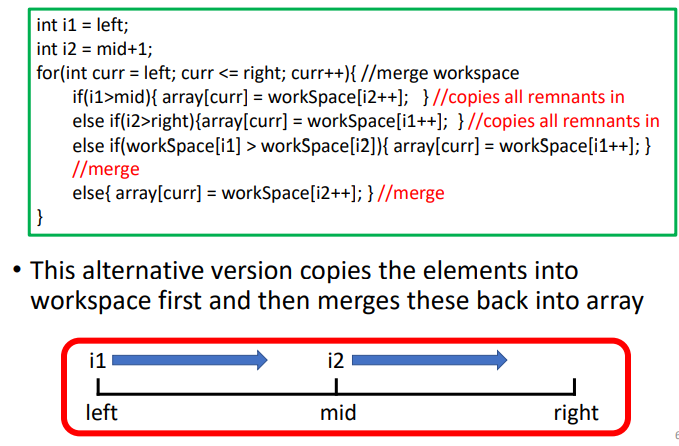 int i1 = left;
int i2 = mid+1;
for(int curr = left; curr <= right; curr++){ //merge workspace
if(i1>mid){ array[curr] = workSpace[i2++]; } //copies all remnants in
else if(i2>right){array[curr] = workSpace[i1++]; } //copies all remnants in
else if(workSpace[i1] > workSpace[i2]){ array[curr] = workSpace[i1++]; }
//merge
else{ array[curr] = workSpace[i2++]; } //merge
}
• This alternative version copies the elements into
workspace first and then merges these back into array
i1 i2
left mid right
6